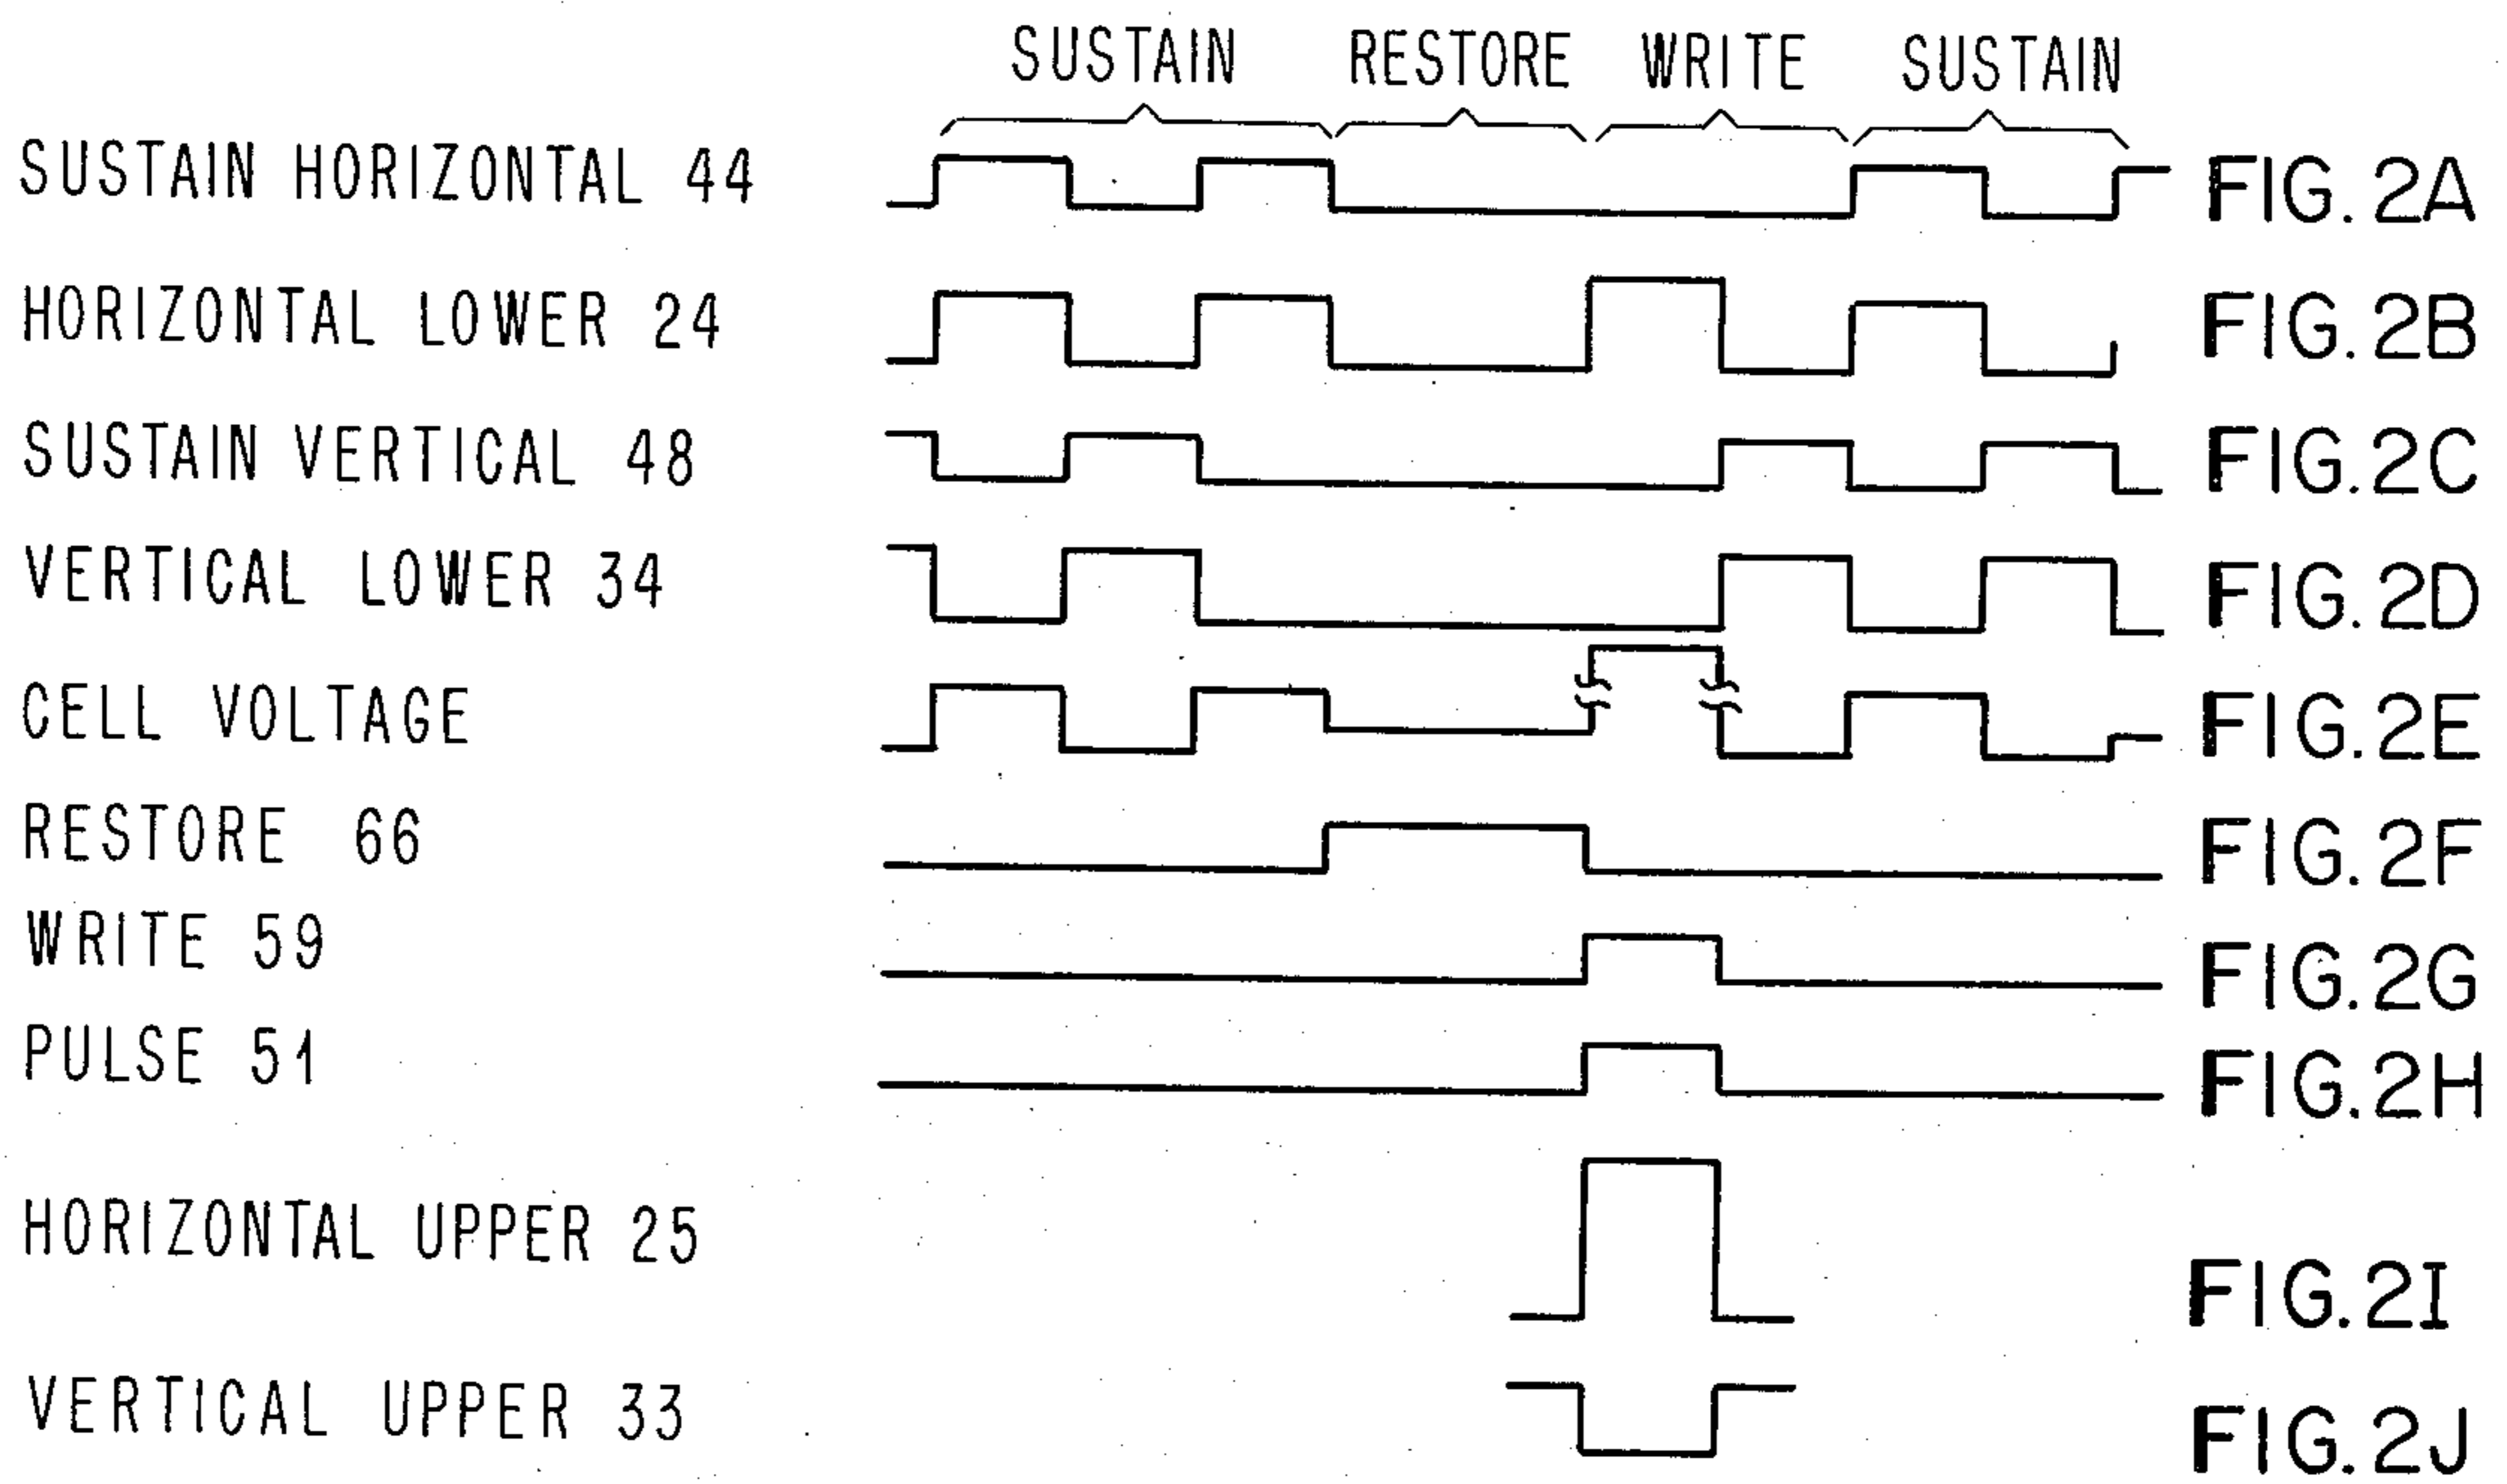 SUSTAIN RESTORE WRITE SUSTAIN
SUSTAIN HORIZONTAL 44 FIG. 2A
HORIZONTAL LOWER 24 FIG. 2B
SUSTAIN VERTICAL 48 FIG. 2C
VERTICAL LOWER 34 FIG. 2D
CELL VOLTAGE FIG. 2E
RESTORE 66 FIG. 2F
WRITE 59 FIG. 2G
PULSE 51 FIG. 2H
HORIZONTAL UPPER 25 FIG. 2I
VERTICAL UPPER 33 FIG. 2J